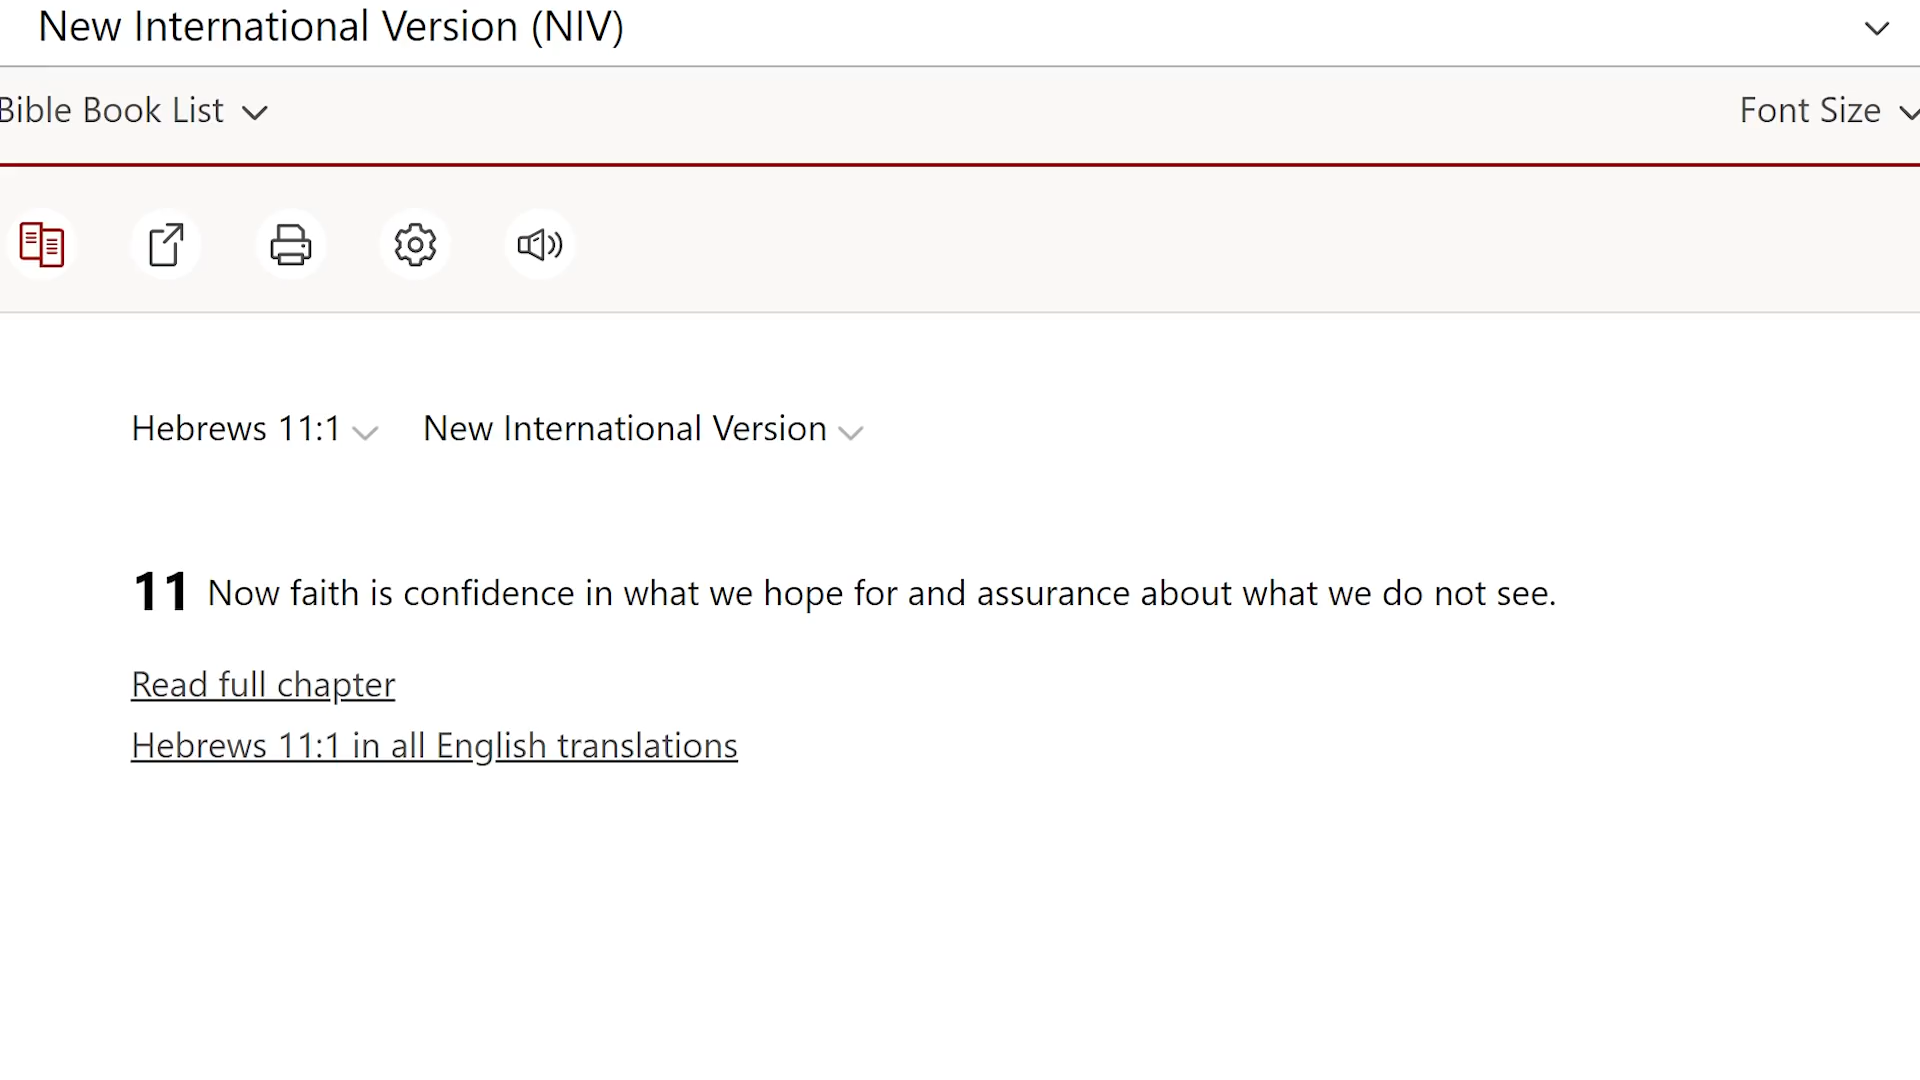 New International Version (NIV)
Bible Book List
Font Size
Hebrews 11:1
New International Version
11 Now faith is confidence in what we hope for and assurance about what we do not see.
Read full chapter
Hebrews 11:1 in all English translations